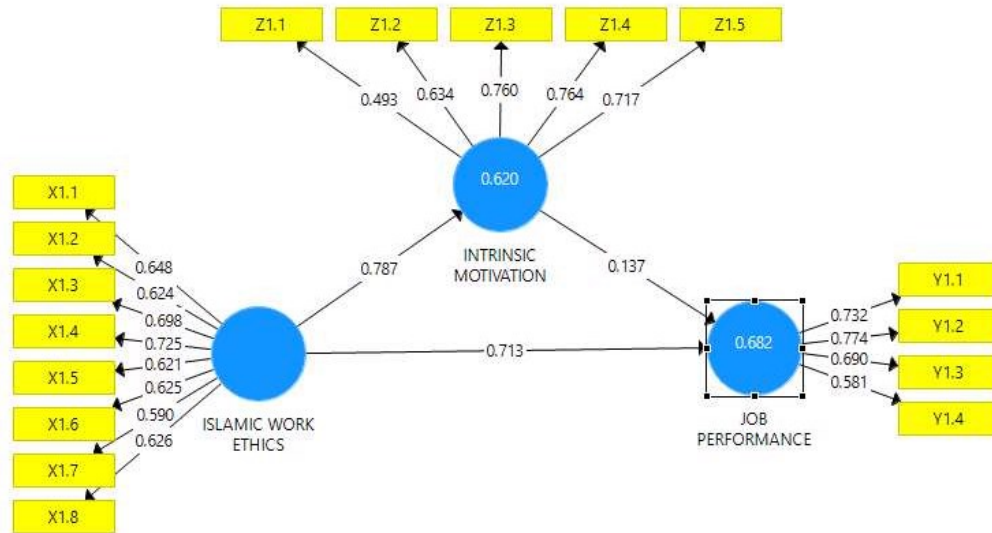 Z1.1
Z1.2
Z1.3
Z1.4
Z1.5
0.493
0.634
0.760
0.764
0.717
0.620
INTRINSIC
MOTIVATION
X1.1
X1.2
X1.3
X1.4
X1.5
X1.6
X1.7
X1.8
0.648
0.624
0.698
0.725
0.621
0.625
0.590
0.626
ISLAMIC WORK
ETHICS
0.787
0.137
0.713
0.682
JOB
PERFORMANCE
0.732
0.774
0.690
0.581
Y1.1
Y1.2
Y1.3
Y1.4